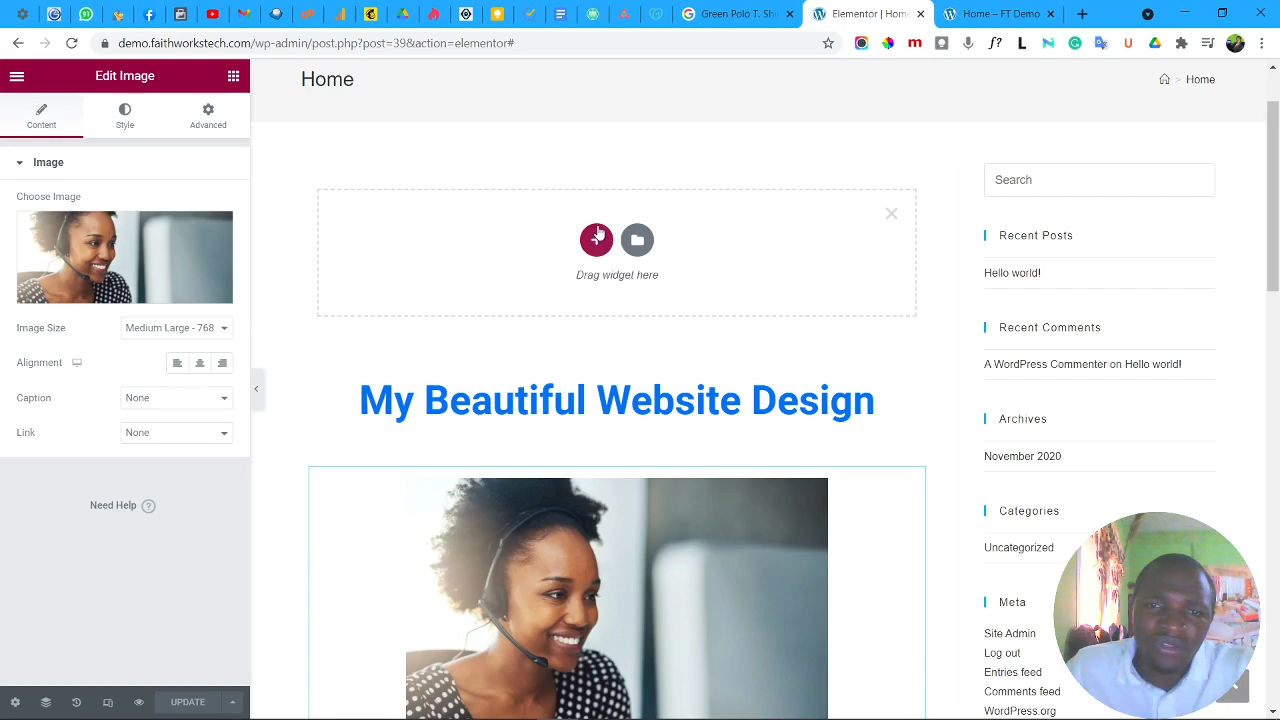 Green Polo T. Shi
Elementor | Home
Home – FT Demo
demo.faithwakstech.com/wp-admin/post.php?post=39&action=elementor#
Edit Image
Content
Style
Advanced
Image
Choose Image
Image Size
Medium Large - 768
Alignment
Caption
None
Link
None
Need Help
UPDATE
Home
> Home
Drag widget here
My Beautiful Website Design
Search
Recent Posts
Hello world!
Recent Comments
A WordPress Commenter on Hello world!
Archives
November 2020
Categories
Uncategorized
Meta
Site Admin
Log out
Entries feed
Comments feed
WordPress.org